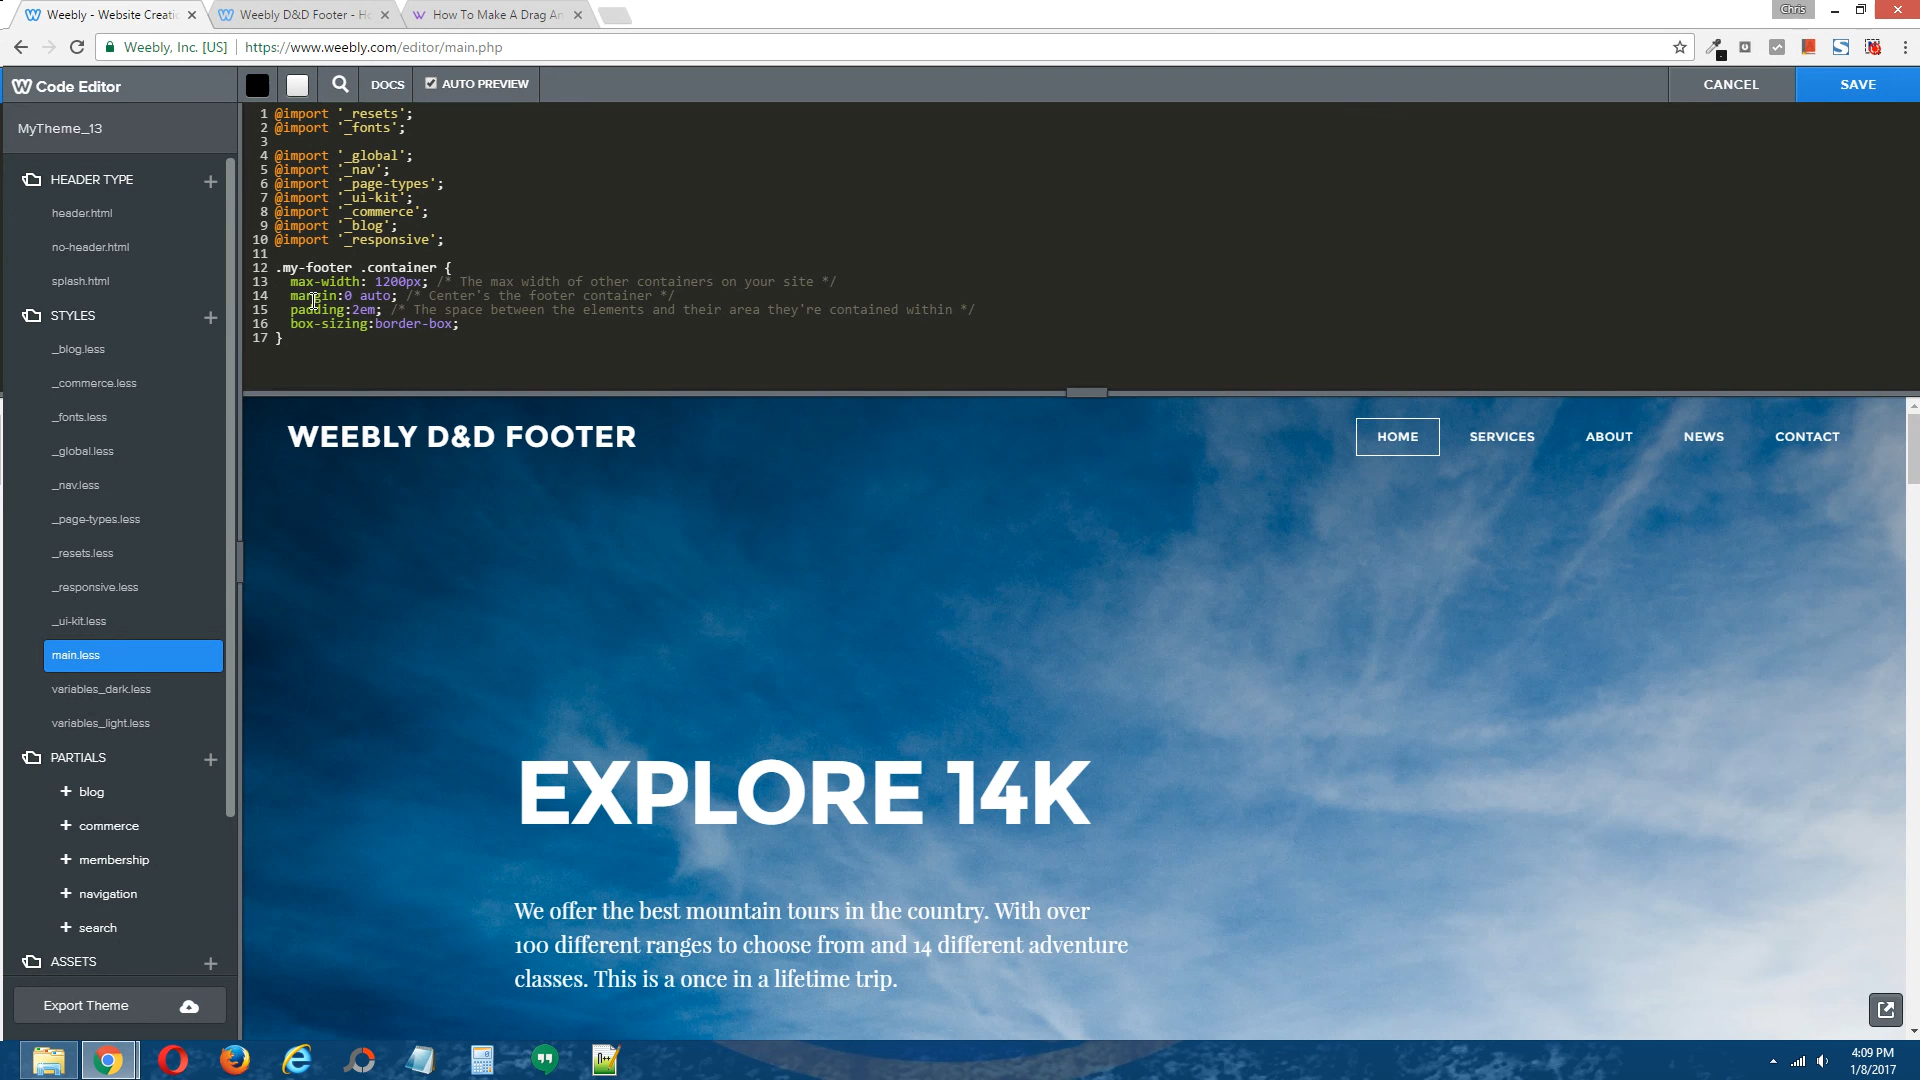 Weebly - Website Creatic
Weebly D&D Footer - Ho
How To Make A Drag An
Chris
Weebly, Inc. [US]
https://www.weebly.com/editor/main.php
Code Editor
DOCS
AUTO PREVIEW
CANCEL
SAVE
MyTheme_13
HEADER TYPE
header.html
no-header.html
splash.html
STYLES
_blog.less
_commerce.less
_fonts.less
_global.less
_nav.less
_page-types.less
_resets.less
_responsive.less
_ui-kit.less
main.less
variables_dark.less
variables_light.less
PARTIALS
blog
commerce
membership
navigation
search
ASSETS
Export Theme
1 @import '_resets';
2 @import '_fonts';
3
4 @import '_global';
5 @import '_nav';
6 @import '_page-types';
7 @import '_ui-kit';
8 @import '_commerce';
9 @import '_blog';
10 @import '_responsive';
11
12 .my-footer .container {
13 max-width: 1200px; /* The max width of other containers on your site */
14 margin:0 auto; /* Center's the footer container */
15 padding:2em; /* The space between the elements and their area they're contained within */
16 box-sizing:border-box;
17 }
WEEBLY D&D FOOTER
HOME
SERVICES
ABOUT
NEWS
CONTACT
EXPLORE 14K
We offer the best mountain tours in the country. With over
100 different ranges to choose from and 14 different adventure
classes. This is a once in a lifetime trip.
4:09 PM
1/8/2017